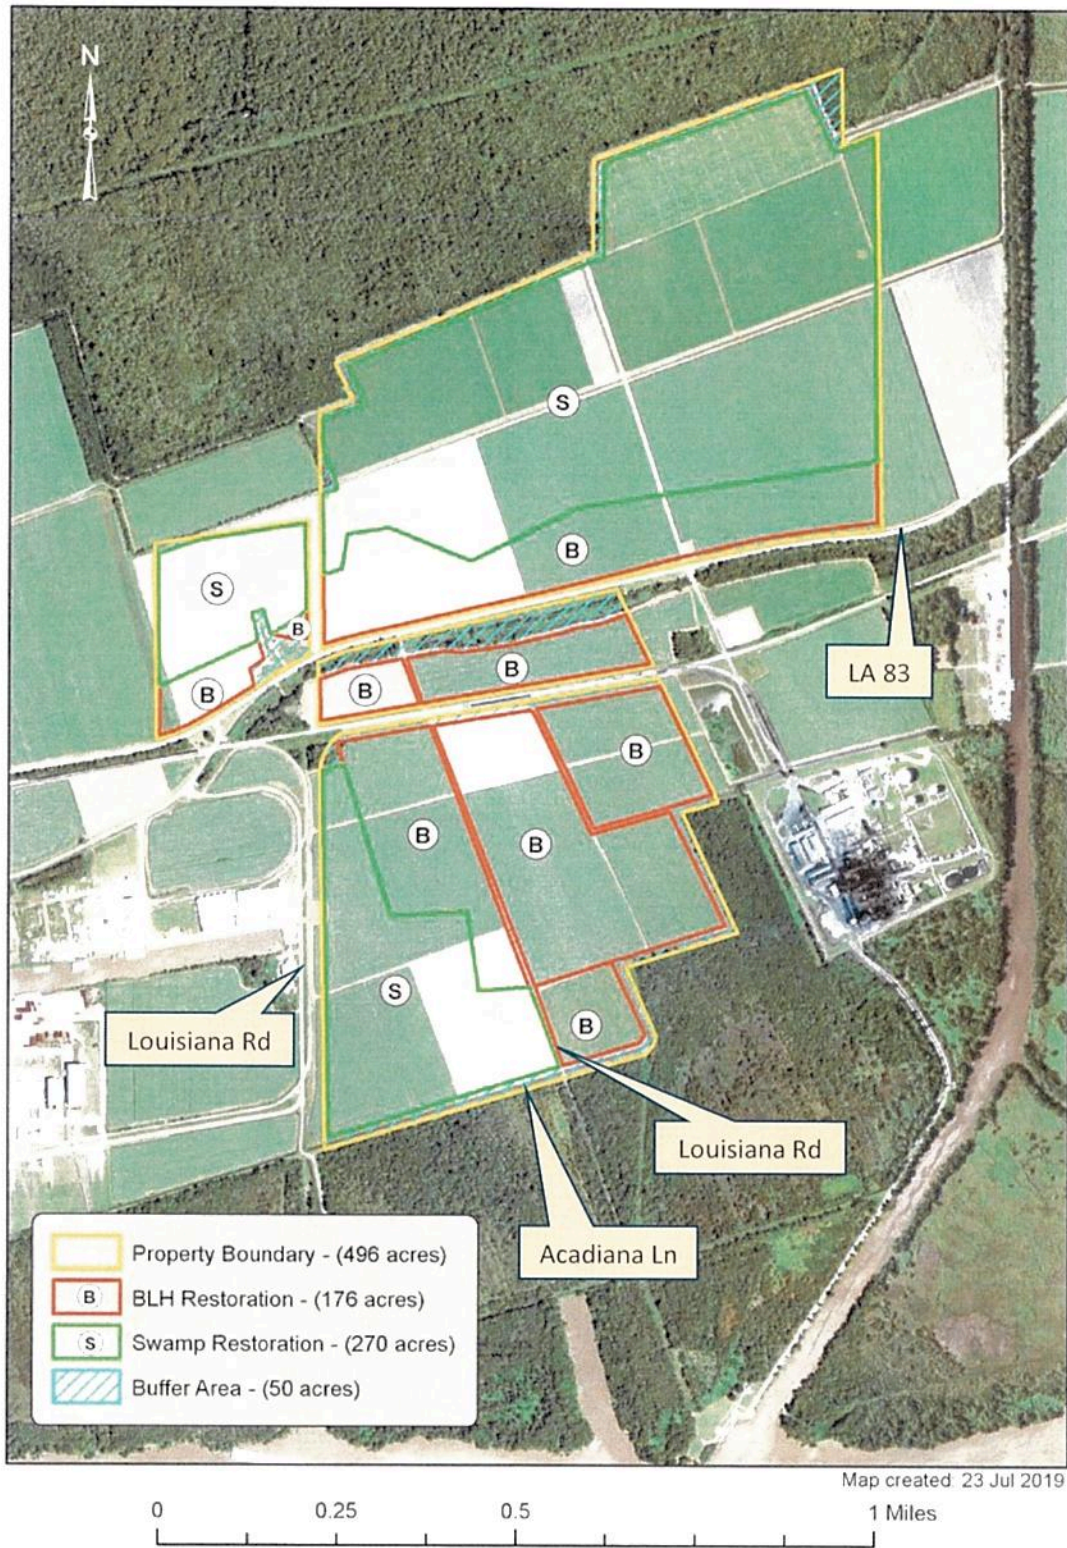 N
S
B
S
B
B
LA 83
B
B
B
B
B
S
B
Louisiana Rd
Louisiana Rd
Acadiana Ln
Property Boundary - (496 acres)
B BLH Restoration - (176 acres)
S Swamp Restoration - (270 acres)
Buffer Area - (50 acres)
Map created: 23 Jul 2019
0 0.25 0.5 1 Miles